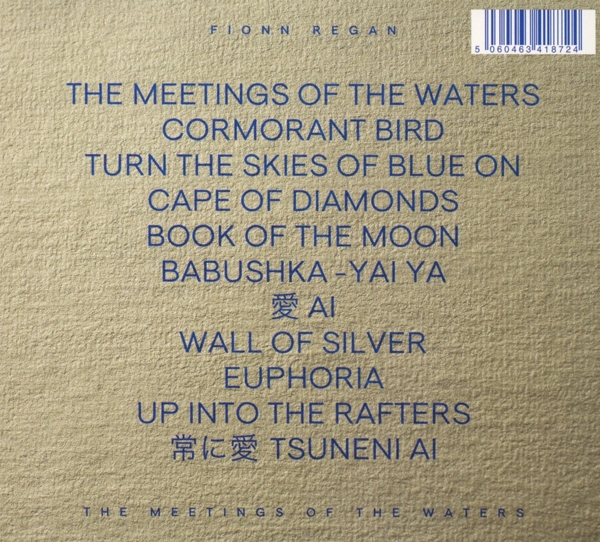 FIONN REGAN
5 060463 418724
THE MEETINGS OF THE WATERS
CORMORANT BIRD
TURN THE SKIES OF BLUE ON
CAPE OF DIAMONDS
BOOK OF THE MOON
BABUSHKA -YAI YA
愛 AI
WALL OF SILVER
EUPHORIA
UP INTO THE RAFTERS
常に愛 TSUNENI AI
THE MEETINGS OF THE WATERS